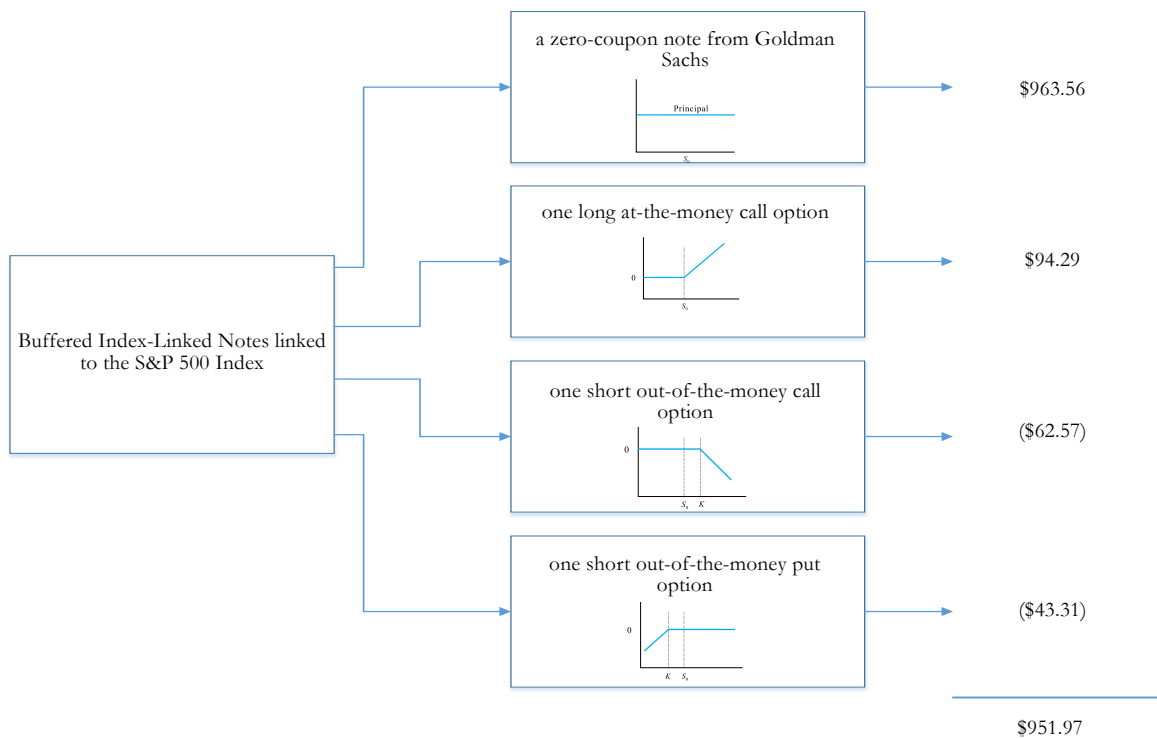 a zero-coupon note from Goldman
Sachs
Principal
S₀
$963.56
one long at-the-money call option
0
S₀
$94.29
Buffered Index-Linked Notes linked
to the S&P 500 Index
one short out-of-the-money call
option
0
S₀ K
($62.57)
one short out-of-the-money put
option
0
K S₀
($43.31)
$951.97